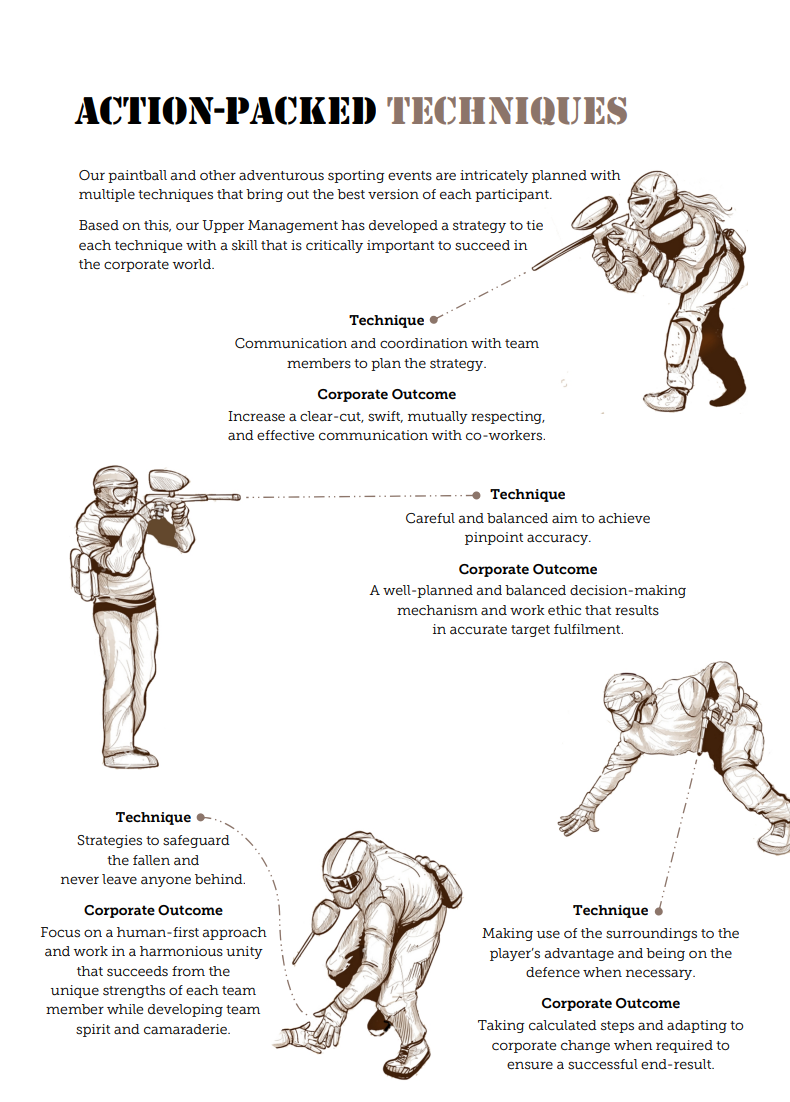 ACTION-PACKED TECHNIQUES
Our paintball and other adventurous sporting events are intricately planned with
multiple techniques that bring out the best version of each participant.
Based on this, our Upper Management has developed a strategy to tie
each technique with a skill that is critically important to succeed in
the corporate world.
Technique
Communication and coordination with team
members to plan the strategy.
Corporate Outcome
Increase a clear-cut, swift, mutually respecting,
and effective communication with co-workers.
Technique
Careful and balanced aim to achieve
pinpoint accuracy.
Corporate Outcome
A well-planned and balanced decision-making
mechanism and work ethic that results
in accurate target fulfilment.
Technique
Strategies to safeguard
the fallen and
never leave anyone behind.
Corporate Outcome
Focus on a human-first approach
and work in a harmonious unity
that succeeds from the
unique strengths of each team
member while developing team
spirit and camaraderie.
Technique
Making use of the surroundings to the
player's advantage and being on the
defence when necessary.
Corporate Outcome
Taking calculated steps and adapting to
corporate change when required to
ensure a successful end-result.